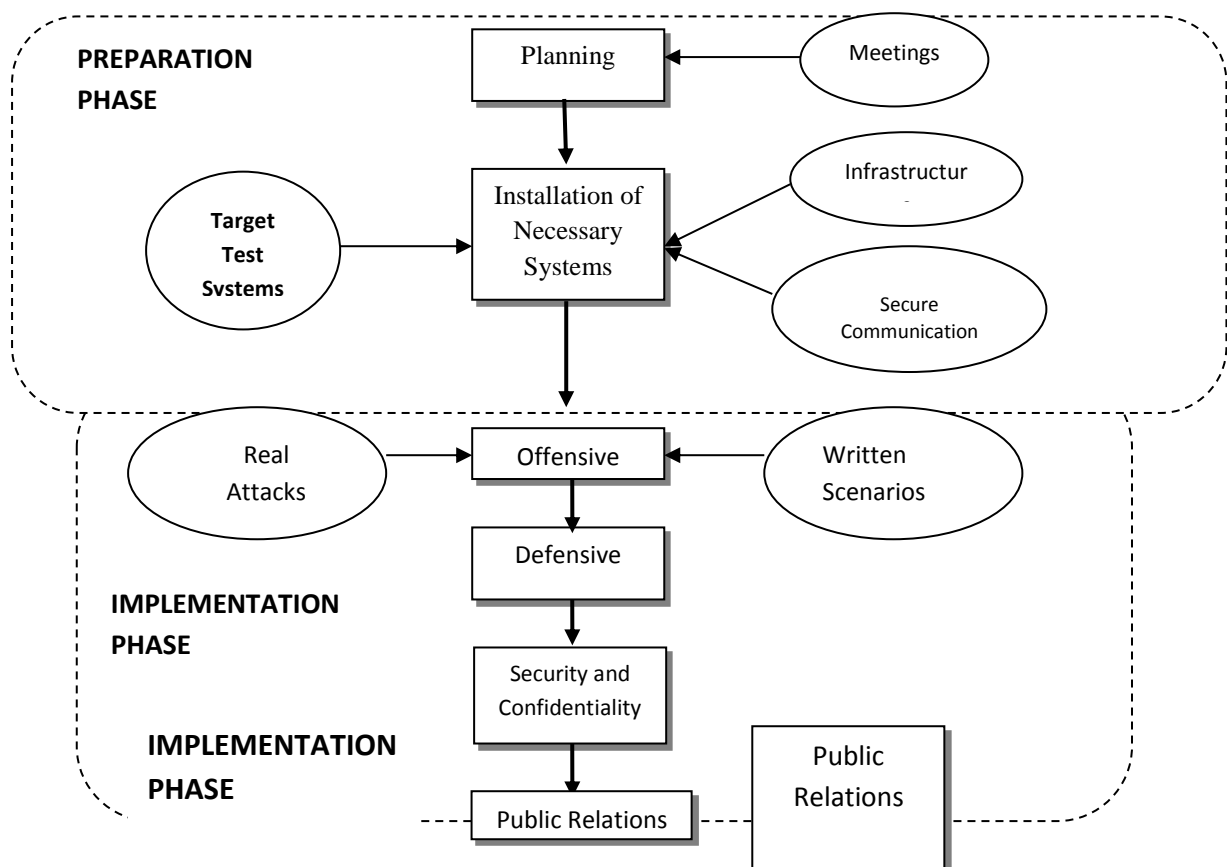 PREPARATION
PHASE
Planning
Meetings
Installation of
Necessary
Systems
Infrastructur
Target
Test
Systems
Secure
Communication
Real
Attacks
Offensive
Written
Scenarios
Defensive
IMPLEMENTATION
PHASE
Security and
Confidentiality
IMPLEMENTATION
PHASE
Public
Relations
Public Relations